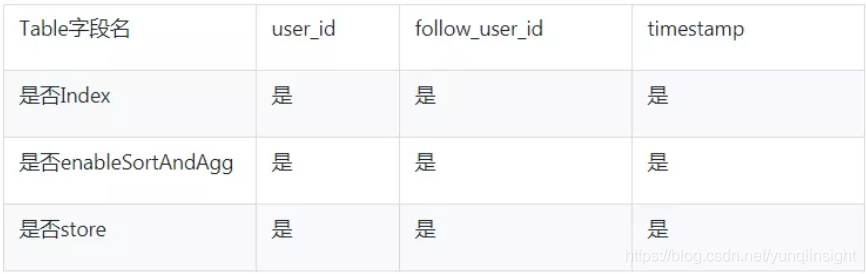 Table字段名 user_id follow_user_id timestamp
是否Index 是 是 是
是否enableSortAndAgg 是 是 是
是否store 是 是 是
https://blog.csdn.net/yunqiinsight